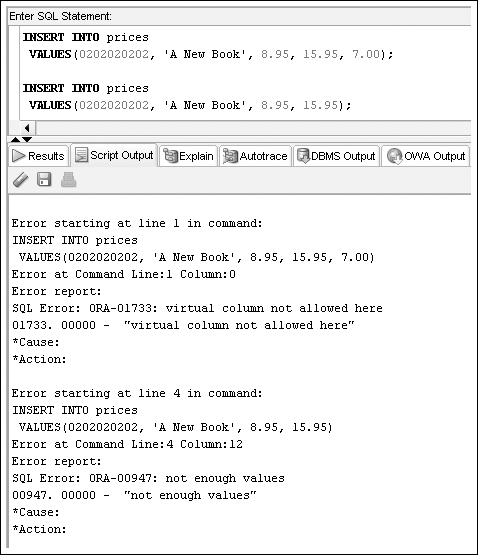 Enter SQL Statement:
INSERT INTO prices
VALUES(0202020202, 'A New Book', 8.95, 15.95, 7.00);
INSERT INTO prices
VALUES(0202020202, 'A New Book', 8.95, 15.95);
Results Script Output Explain Autotrace DBMS Output OWA Output
Error starting at line 1 in command:
INSERT INTO prices
VALUES(0202020202, 'A New Book', 8.95, 15.95, 7.00)
Error at Command Line:1 Column:0
Error report:
SQL Error: ORA-01733: virtual column not allowed here
01733. 00000 - "virtual column not allowed here"
*Cause:
*Action:
Error starting at line 4 in command:
INSERT INTO prices
VALUES(0202020202, 'A New Book', 8.95, 15.95)
Error at Command Line:4 Column:12
Error report:
SQL Error: ORA-00947: not enough values
00947. 00000 - "not enough values"
*Cause:
*Action: